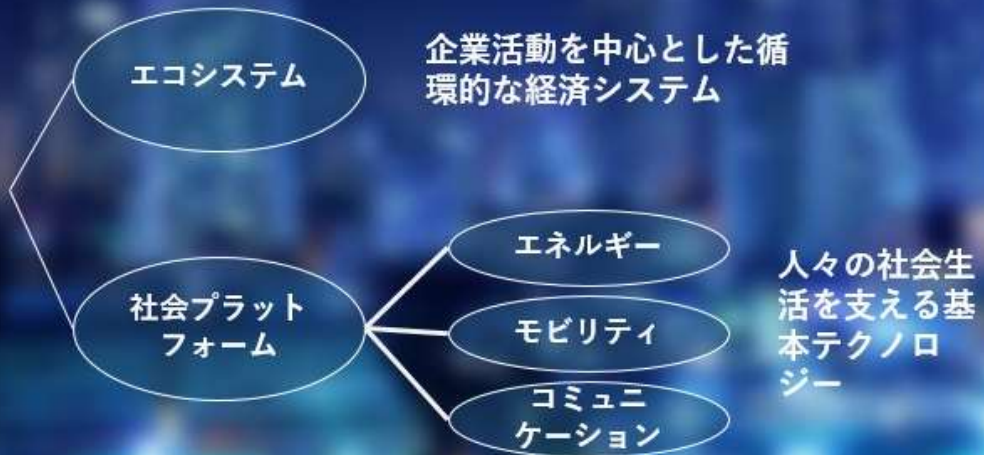 エコシステム
企業活動を中心とした循
環的な経済システム
社会プラット
フォーム
エネルギー
モビリティ
コミュニ
ケーション
人々の社会生
活を支える基
本テクノロ
ジー